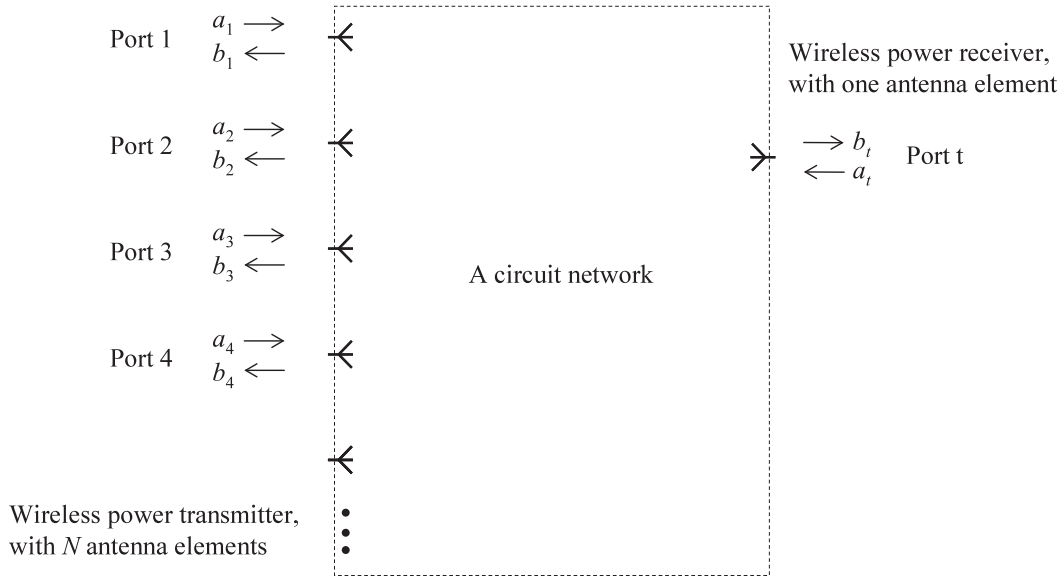 Port 1
a1
b1
Port 2
a2
b2
Port 3
a3
b3
Port 4
a4
b4
Wireless power transmitter,
with N antenna elements
A circuit network
Wireless power receiver,
with one antenna element
bt
at
Port t